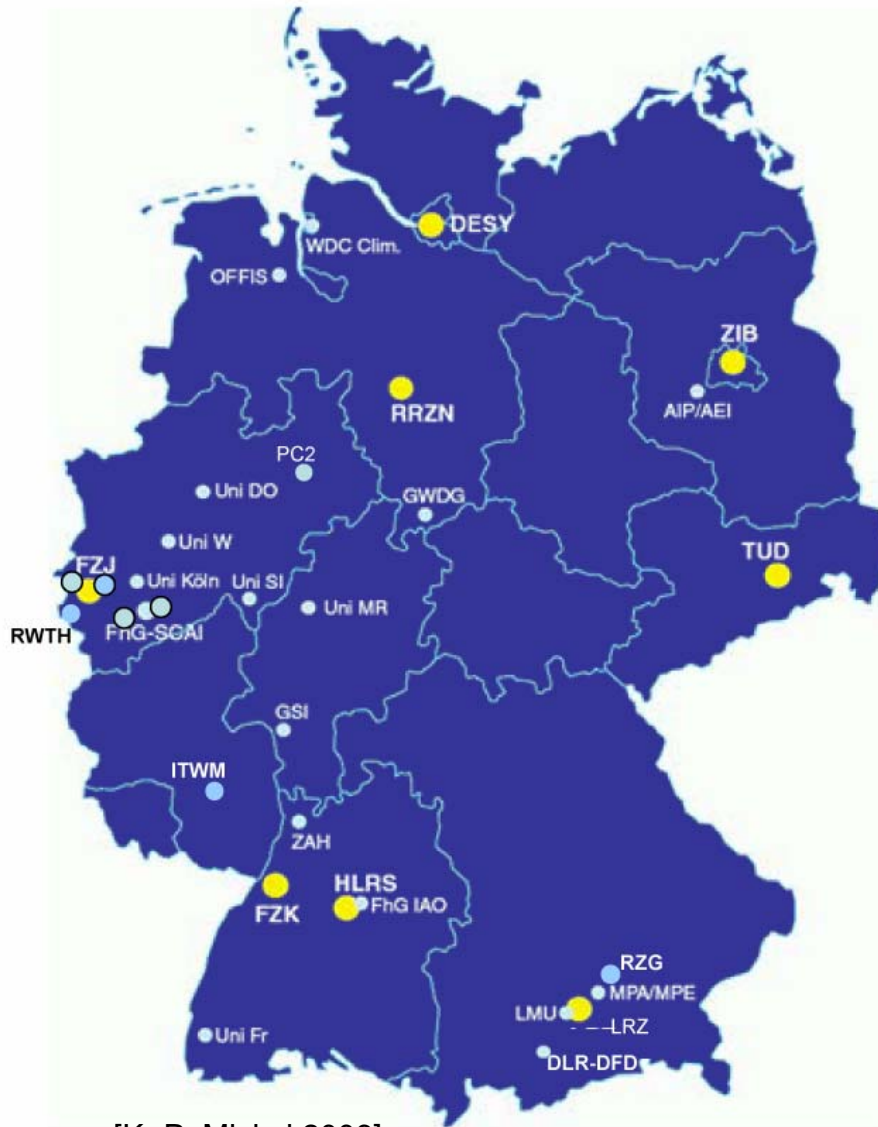 DESY
WDC Clim.
OFFIS
ZIB
AIP/AEI
RRZN
PC2
Uni DO
GWDG
Uni W
TUD
FZJ
Uni Köln
Uni SI
Uni MR
FhG-SCAI
RWTH
GSI
ITWM
ZAH
HLRS
FhG IAO
FZK
RZG
MPA/MPE
LMU
LRZ
Uni Fr
DLR-DFD